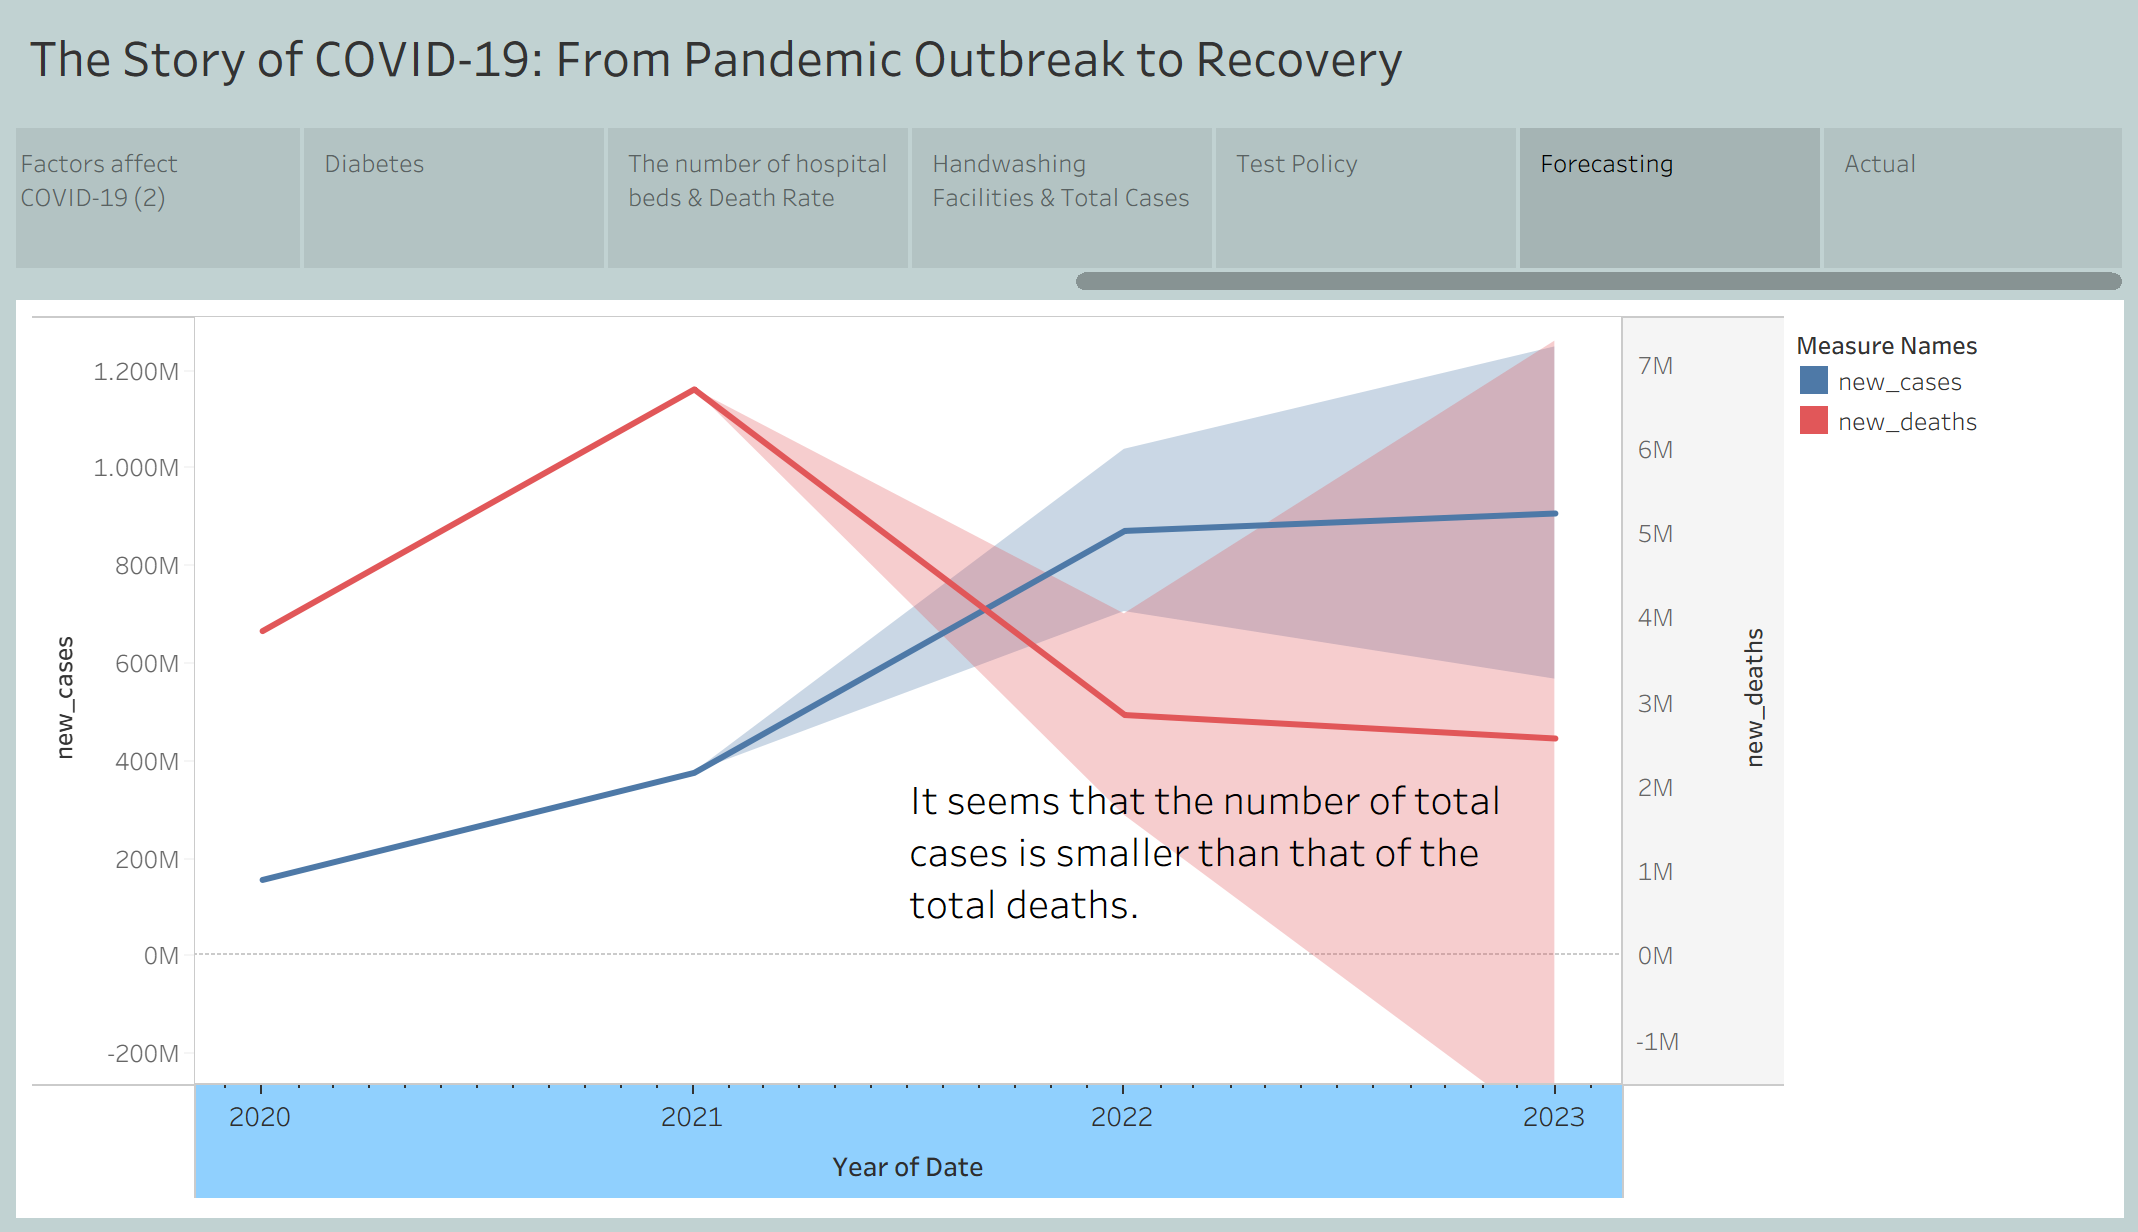 The Story of COVID-19: From Pandemic Outbreak to Recovery
Factors affect
COVID-19 (2)
Diabetes
The number of hospital
beds & Death Rate
Handwashing
Facilities & Total Cases
Test Policy
Forecasting
Actual
1.200M
1.000M
800M
600M
400M
200M
0M
-200M
new_cases
It seems that the number of total
cases is smaller than that of the
total deaths.
7M
6M
5M
4M
3M
2M
1M
0M
-1M
new_deaths
Measure Names
new_cases
new_deaths
2020
2021
2022
2023
Year of Date